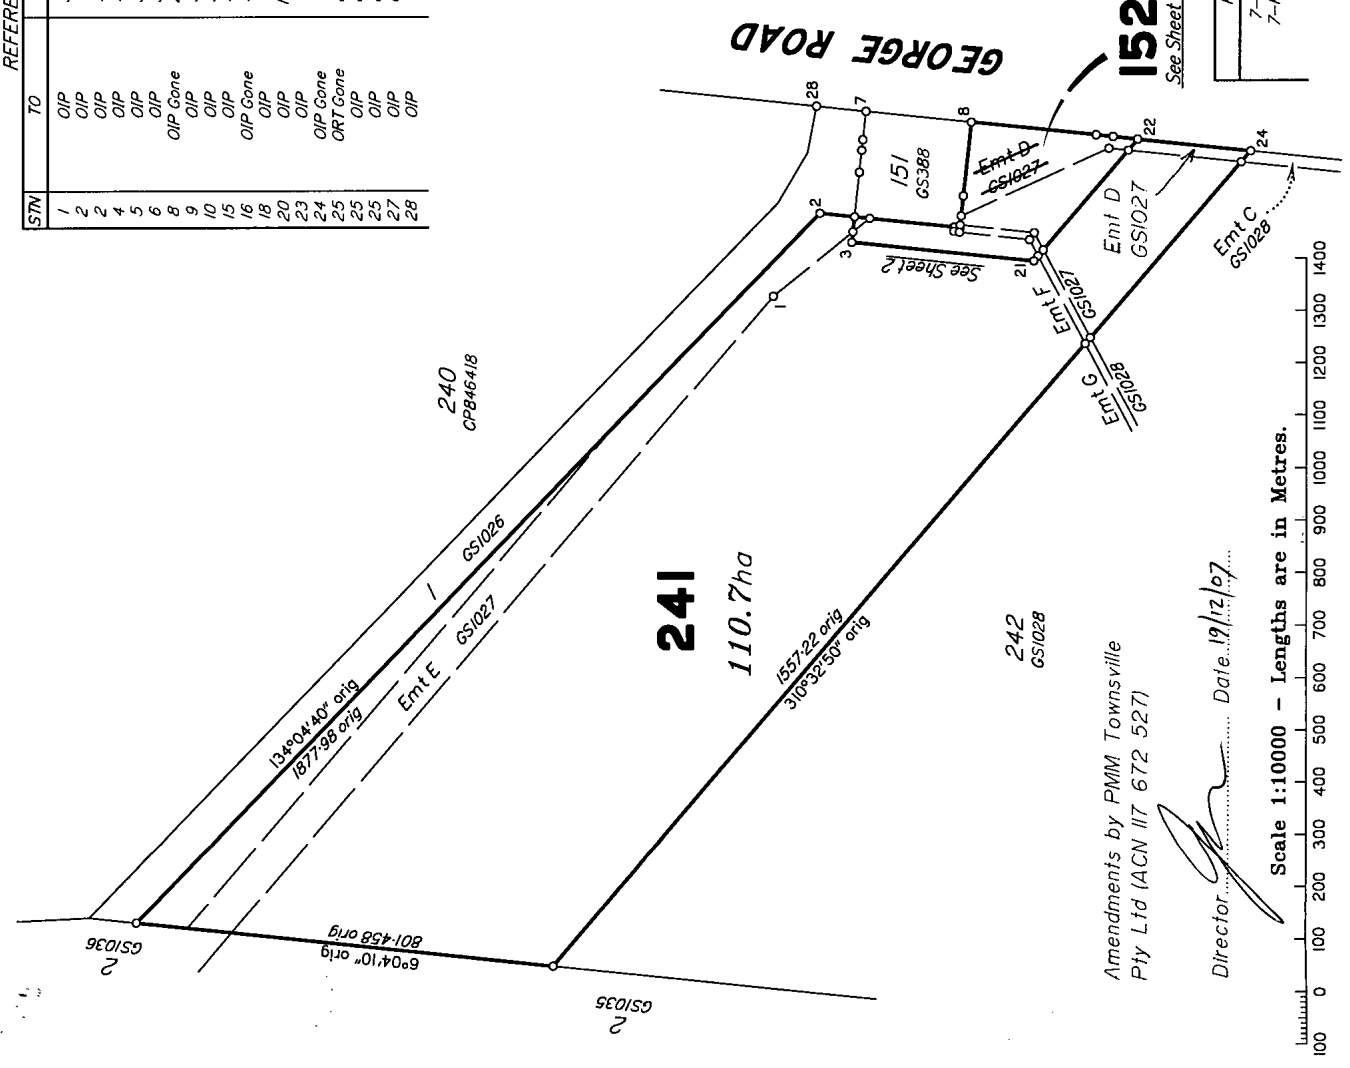 REFERE
STN TO
1 OIP
2 OIP
2 OIP
4 OIP
5 OIP
6 OIP
8 OIP Gone
9 OIP
10 OIP
15 OIP
16 OIP Gone
18 OIP
20 OIP
23 OIP
24 OIP Gone
25 ORT Gone
25 OIP
25 OIP
27 OIP
28 OIP
GEORGE ROAD
152
See Sheet
7-
7-
28
7
8
22
24
2
3
1
21
151
GS388
Emt D
GS1027
See Sheet 2
Emt D
GS1027
Emt C
GS1028
Emt F
GS1027
Emt G
GS1028
240
CP846418
1
GS1026
Emt E
GS1027
134°04'40" orig
1877·98 orig
241
110.7ha
1557·22 orig
310°32'50" orig
242
GS1028
801·458 orig
6°04'10" orig
2
GS1036
2
GS1035
Amendments by PMM Townsville
Pty Ltd (ACN 117 672 527)
Director Date 19/12/07
Scale 1:10000 – Lengths are in Metres.
100 0 100 200 300 400 500 600 700 800 900 1000 1100 1200 1300 1400